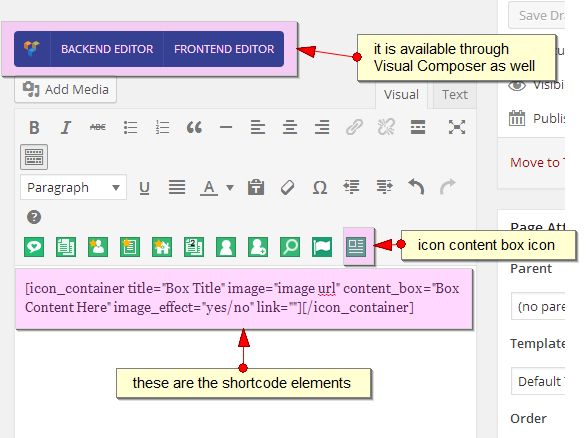 Save Dra
BACKEND EDITOR FRONTEND EDITOR
it is available through
Visual Composer as well
Add Media
Visual Text
Visibi
Publis
B I ABC
Move to T
Paragraph U A T Ω
?
icon content box icon
Page Att
Parent
[icon_container title="Box Title" image="image url" content_box="Box
Content Here" image_effect="yes/no" link=""][/icon_container]
(no pare
Template
these are the shortcode elements
Default T
Order